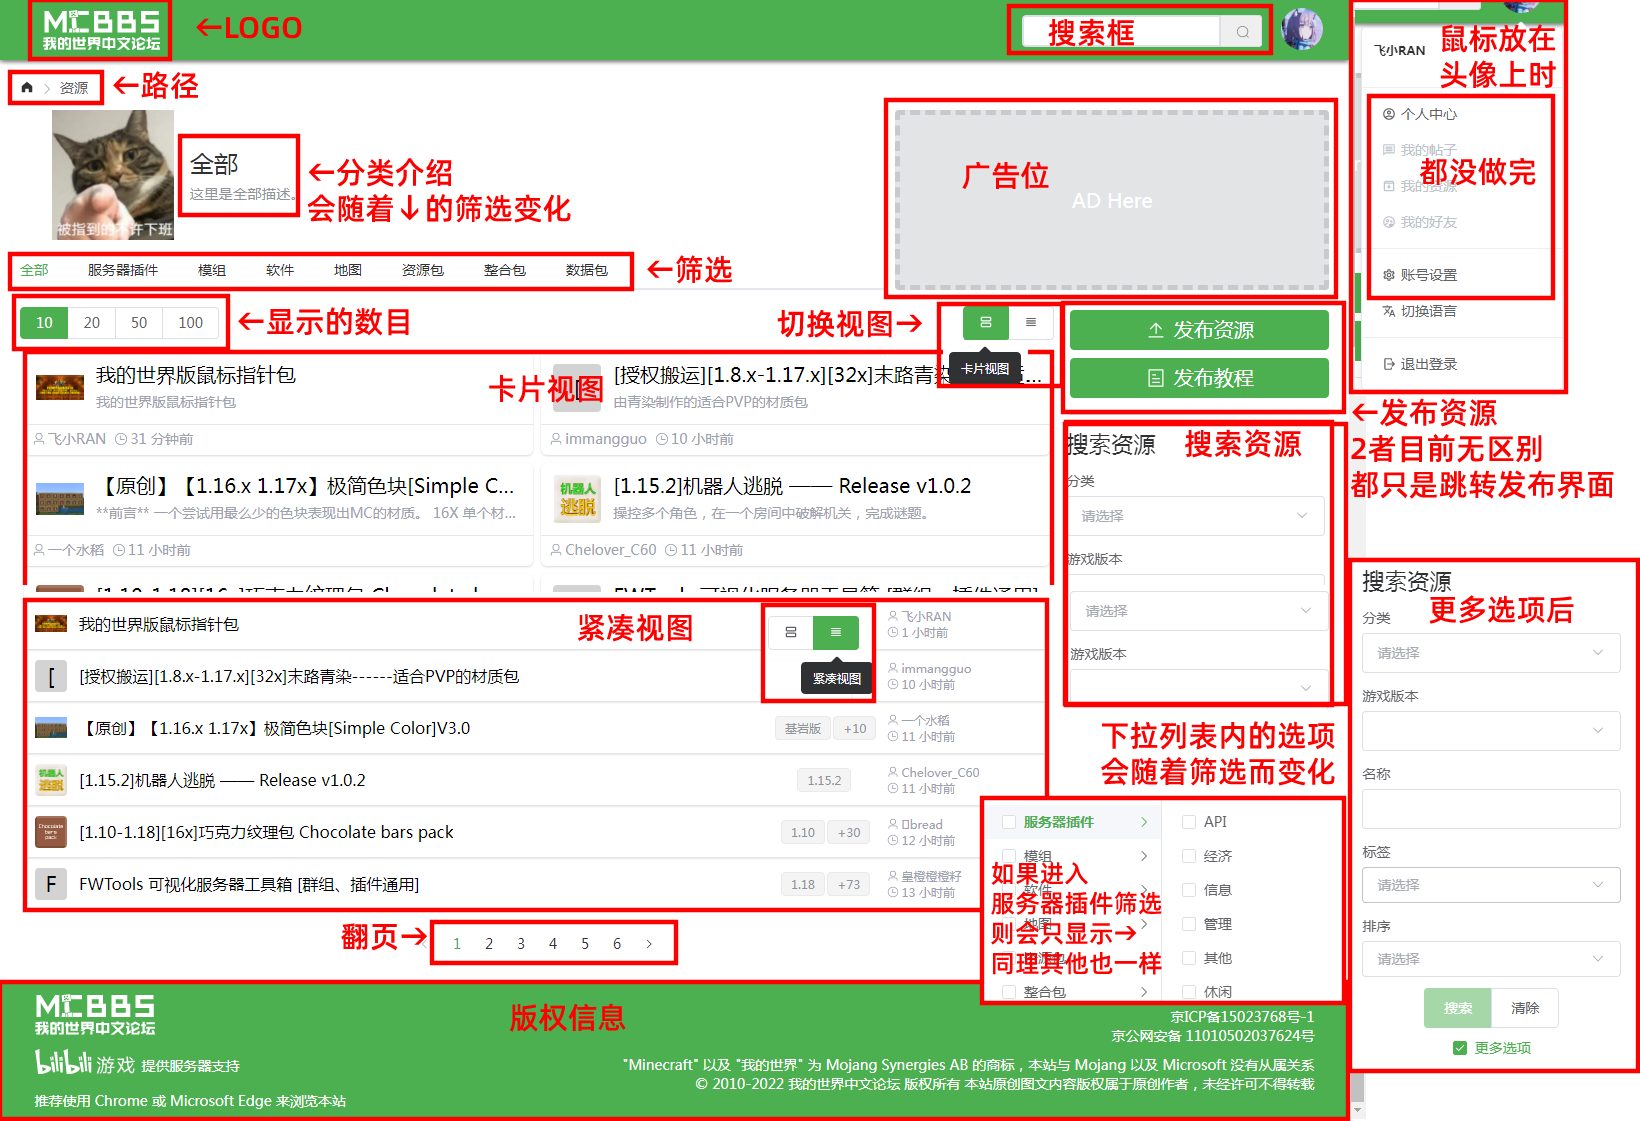 MCBBS
我的世界中文论坛
←LOGO
搜索框
资源
←路径
被指到的不许下班
全部
这里是全部描述。
←分类介绍
会随着↓的筛选变化
广告位
AD Here
全部 服务器插件 模组 软件 地图 资源包 整合包 数据包
←筛选
10 20 50 100
←显示的数目
切换视图→
卡片视图
发布资源
发布教程
卡片视图
我的世界版鼠标指针包
我的世界版鼠标指针包
飞小RAN 31 分钟前
[授权搬运][1.8.x-1.17.x][32x]末路青染
由青染制作的适合PVP的材质包
immangguo 10 小时前
【原创】【1.16.x 1.17x】极简色块[Simple C...
**前言** 一个尝试用最么少的色块表现出MC的材质。 16X 单个材...
一个水稻 11 小时前
[1.15.2]机器人逃脱 —— Release v1.0.2
操控多个角色，在一个房间中破解机关，完成谜题。
Chelover_C60 11 小时前
机器人
逃脱
搜索资源
搜索资源
分类
请选择
游戏版本
请选择
游戏版本
下拉列表内的选项
会随着筛选而变化
紧凑视图
紧凑视图
我的世界版鼠标指针包
飞小RAN
1 小时前
[
[授权搬运][1.8.x-1.17.x][32x]末路青染------适合PVP的材质包
immangguo
10 小时前
【原创】【1.16.x 1.17x】极简色块[Simple Color]V3.0
基岩版 +10
一个水稻
11 小时前
机器人
逃脱
[1.15.2]机器人逃脱 —— Release v1.0.2
1.15.2
Chelover_C60
11 小时前
Chocolate
bars
pack
[1.10-1.18][16x]巧克力纹理包 Chocolate bars pack
1.10 +30
bread
12 小时前
F
FWTools 可视化服务器工具箱 [群组、插件通用]
1.18 +73
皇橙橙橙籽
13 小时前
翻页→
1 2 3 4 5 6
服务器插件
模组
软件
地图
资源包
整合包
API
经济
信息
管理
其他
休闲
如果进入
服务器插件筛选
则会只显示→
同理其他也一样
飞小RAN
鼠标放在
头像上时
个人中心
我的帖子
我的资源
我的好友
都没做完
账号设置
切换语言
退出登录
←发布资源
2者目前无区别
都只是跳转发布界面
搜索资源
更多选项后
分类
请选择
游戏版本
名称
标签
请选择
排序
请选择
搜索 清除
更多选项
MCBBS
我的世界中文论坛
bilibili 游戏 提供服务器支持
推荐使用 Chrome 或 Microsoft Edge 来浏览本站
版权信息
京ICP备15023768号-1
京公网安备 11010502037624号
"Minecraft" 以及 "我的世界" 为 Mojang Synergies AB 的商标，本站与 Mojang 以及 Microsoft 没有从属关系
© 2010-2022 我的世界中文论坛 版权所有 本站原创图文内容版权属于原创作者，未经许可不得转载